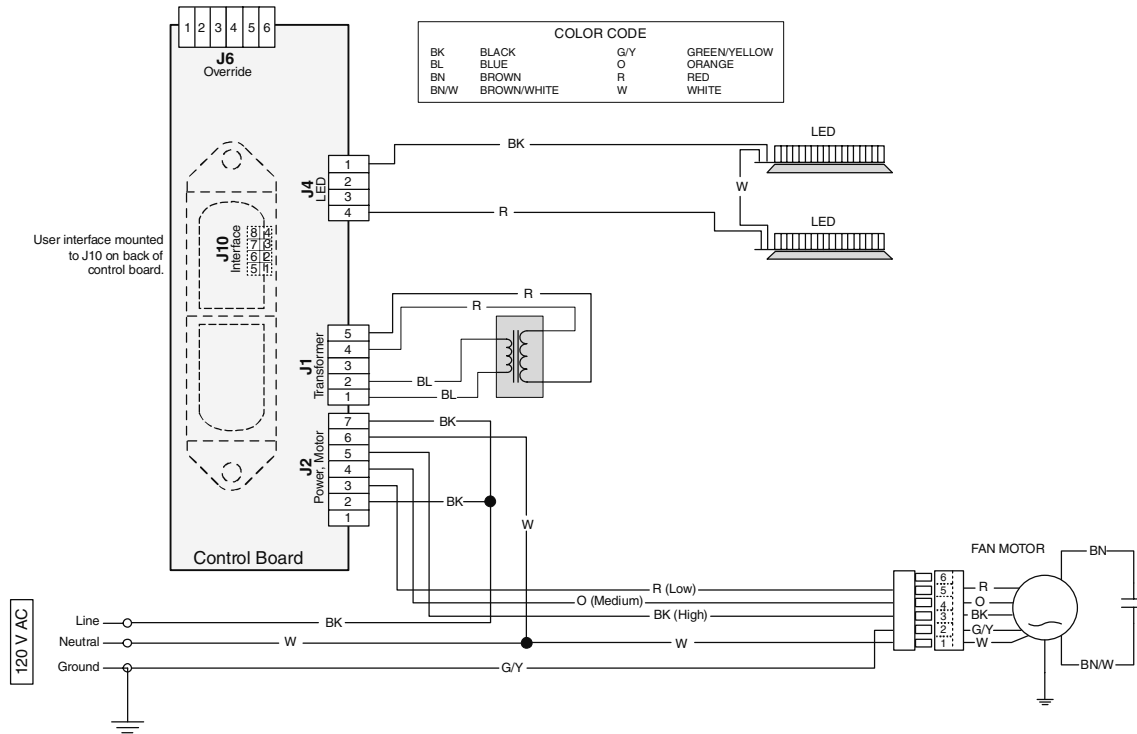 1 2 3 4 5 6
J6
Override
COLOR CODE
BK BLACK G/Y GREEN/YELLOW
BL BLUE O ORANGE
BN BROWN R RED
BN/W BROWN/WHITE W WHITE
LED
BK
1
2
3
4
J4
LED
W
R
LED
User interface mounted
to J10 on back of
control board.
J10
Interface
8 4
7 3
6 2
5 1
R
R
5
4
3
2
1
J1
Transformer
BL
BL
7
6
5
4
3
2
1
J2
Power, Motor
BK
BK
W
Control Board
FAN MOTOR
BN
R (Low)
O (Medium)
BK (High)
6
5
4
3
2
1
R
O
BK
G/Y
W
BN/W
120 V AC
Line
BK
Neutral
W
W
Ground
G/Y